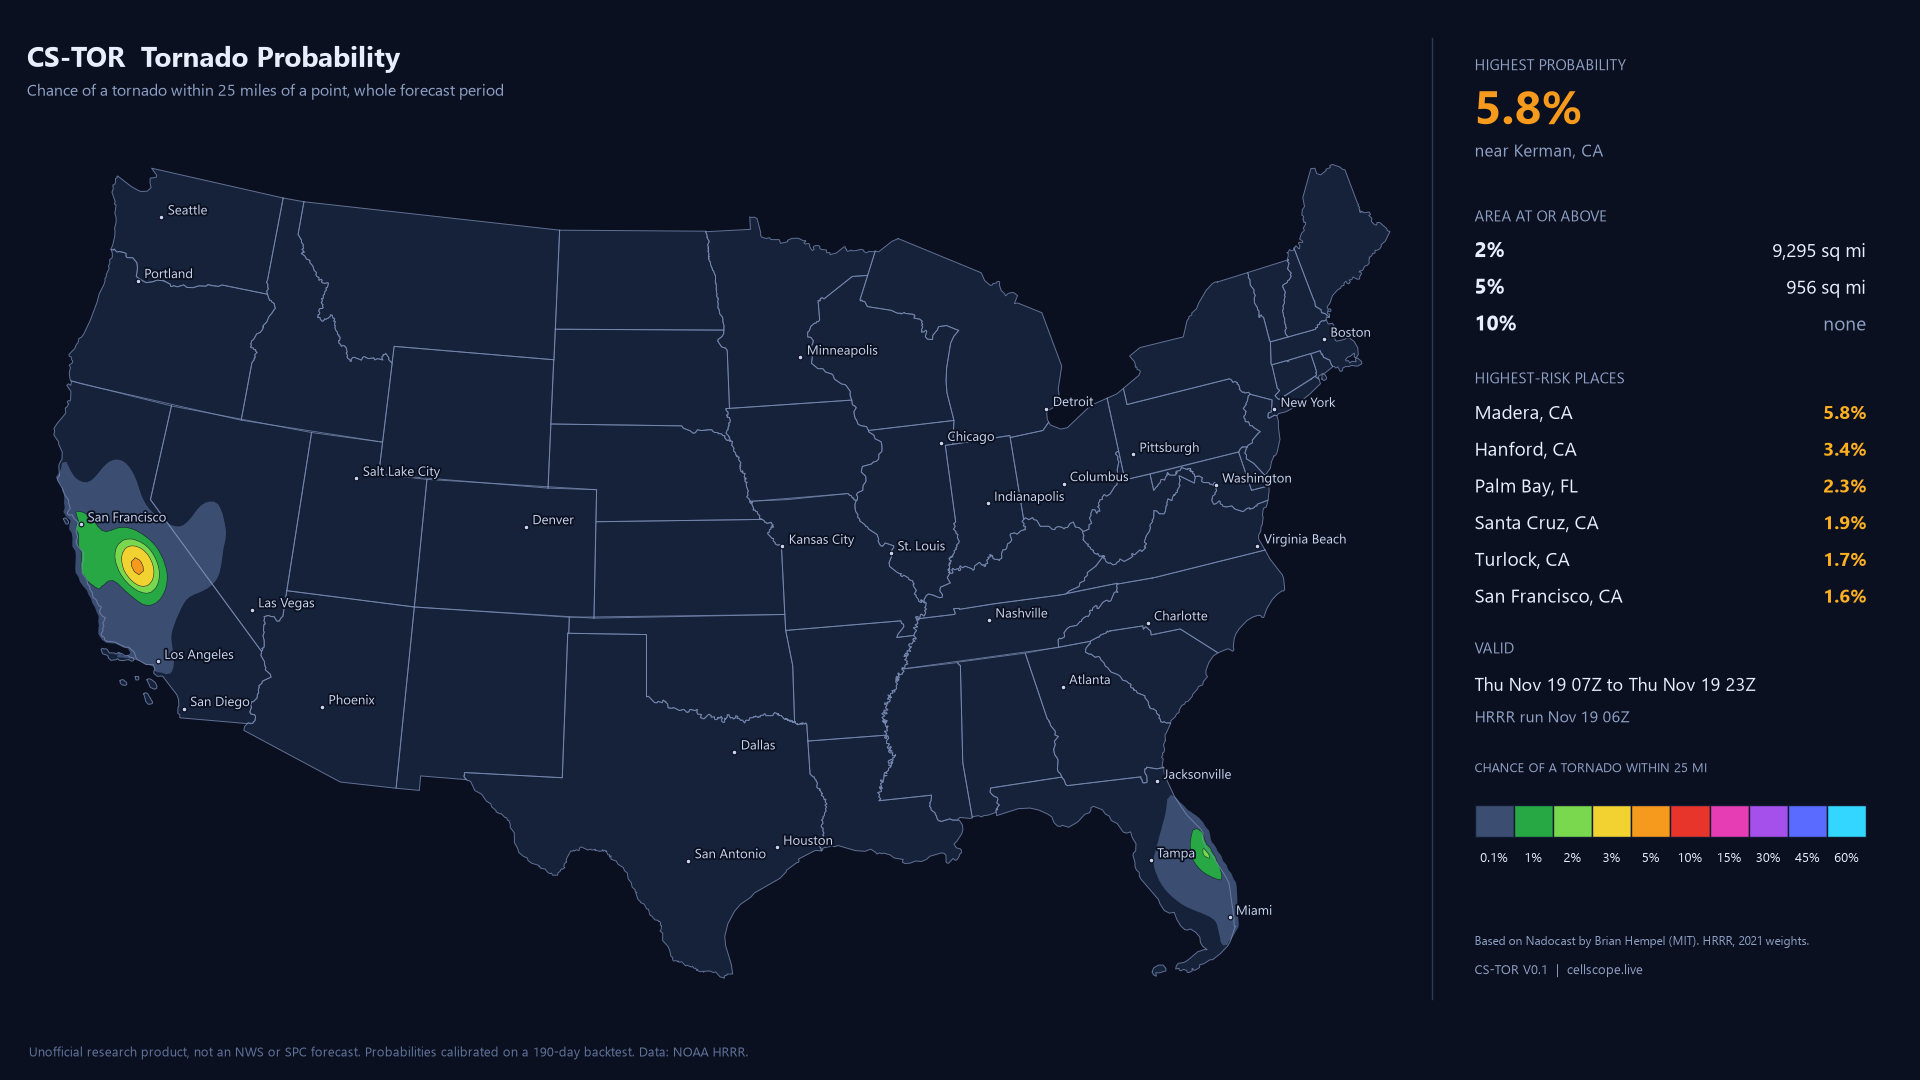 CS-TOR Tornado Probability
Chance of a tornado within 25 miles of a point, whole forecast period
Seattle
Portland
Minneapolis
Boston
Detroit
New York
Chicago
Pittsburgh
Salt Lake City
Columbus
Washington
Indianapolis
San Francisco
Denver
Kansas City
St. Louis
Virginia Beach
Las Vegas
Nashville
Charlotte
Los Angeles
Atlanta
San Diego
Phoenix
Dallas
Jacksonville
Houston
San Antonio
Tampa
Miami
HIGHEST PROBABILITY
5.8%
near Kerman, CA
AREA AT OR ABOVE
2% 9,295 sq mi
5% 956 sq mi
10% none
HIGHEST-RISK PLACES
Madera, CA 5.8%
Hanford, CA 3.4%
Palm Bay, FL 2.3%
Santa Cruz, CA 1.9%
Turlock, CA 1.7%
San Francisco, CA 1.6%
VALID
Thu Nov 19 07Z to Thu Nov 19 23Z
HRRR run Nov 19 06Z
CHANCE OF A TORNADO WITHIN 25 MI
0.1% 1% 2% 3% 5% 10% 15% 30% 45% 60%
Based on Nadocast by Brian Hempel (MIT). HRRR, 2021 weights.
CS-TOR V0.1 | cellscope.live
Unofficial research product, not an NWS or SPC forecast. Probabilities calibrated on a 190-day backtest. Data: NOAA HRRR.